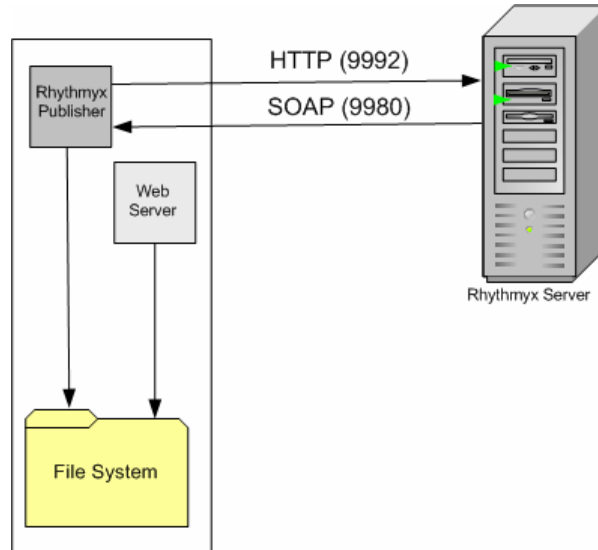 HTTP (9992)
SOAP (9980)
Rhythmyx
Publisher
Web
Server
Rhythmyx Server
File System